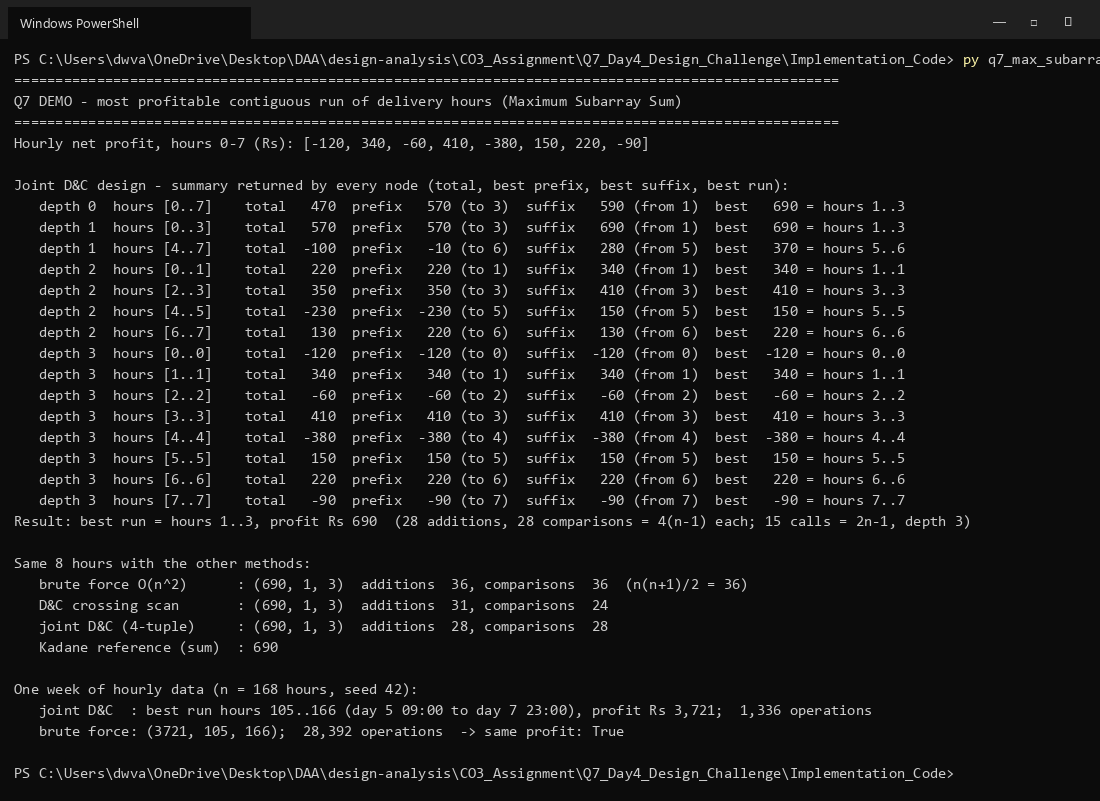 Windows PowerShell
PS C:\Users\dwva\OneDrive\Desktop\DAA\design-analysis\CO3_Assignment\Q7_Day4_Design_Challenge\Implementation_Code> py q7_max_subarra
====================================================================================================
Q7 DEMO - most profitable contiguous run of delivery hours (Maximum Subarray Sum)
====================================================================================================
Hourly net profit, hours 0-7 (Rs): [-120, 340, -60, 410, -380, 150, 220, -90]
Joint D&C design - summary returned by every node (total, best prefix, best suffix, best run):
   depth 0  hours [0..7]    total   470  prefix   570 (to 3)  suffix   590 (from 1)  best   690 = hours 1..3
   depth 1  hours [0..3]    total   570  prefix   570 (to 3)  suffix   690 (from 1)  best   690 = hours 1..3
   depth 1  hours [4..7]    total  -100  prefix   -10 (to 6)  suffix   280 (from 5)  best   370 = hours 5..6
   depth 2  hours [0..1]    total   220  prefix   220 (to 1)  suffix   340 (from 1)  best   340 = hours 1..1
   depth 2  hours [2..3]    total   350  prefix   350 (to 3)  suffix   410 (from 3)  best   410 = hours 3..3
   depth 2  hours [4..5]    total  -230  prefix  -230 (to 5)  suffix   150 (from 5)  best   150 = hours 5..5
   depth 2  hours [6..7]    total   130  prefix   220 (to 6)  suffix   130 (from 6)  best   220 = hours 6..6
   depth 3  hours [0..0]    total  -120  prefix  -120 (to 0)  suffix  -120 (from 0)  best  -120 = hours 0..0
   depth 3  hours [1..1]    total   340  prefix   340 (to 1)  suffix   340 (from 1)  best   340 = hours 1..1
   depth 3  hours [2..2]    total   -60  prefix   -60 (to 2)  suffix   -60 (from 2)  best   -60 = hours 2..2
   depth 3  hours [3..3]    total   410  prefix   410 (to 3)  suffix   410 (from 3)  best   410 = hours 3..3
   depth 3  hours [4..4]    total  -380  prefix  -380 (to 4)  suffix  -380 (from 4)  best  -380 = hours 4..4
   depth 3  hours [5..5]    total   150  prefix   150 (to 5)  suffix   150 (from 5)  best   150 = hours 5..5
   depth 3  hours [6..6]    total   220  prefix   220 (to 6)  suffix   220 (from 6)  best   220 = hours 6..6
   depth 3  hours [7..7]    total   -90  prefix   -90 (to 7)  suffix   -90 (from 7)  best   -90 = hours 7..7
Result: best run = hours 1..3, profit Rs 690  (28 additions, 28 comparisons = 4(n-1) each; 15 calls = 2n-1, depth 3)
Same 8 hours with the other methods:
   brute force O(n^2)      : (690, 1, 3)  additions  36, comparisons  36  (n(n+1)/2 = 36)
   D&C crossing scan       : (690, 1, 3)  additions  31, comparisons  24
   joint D&C (4-tuple)     : (690, 1, 3)  additions  28, comparisons  28
   Kadane reference (sum)  : 690
One week of hourly data (n = 168 hours, seed 42):
   joint D&C  : best run hours 105..166 (day 5 09:00 to day 7 23:00), profit Rs 3,721;  1,336 operations
   brute force: (3721, 105, 166);  28,392 operations  -> same profit: True
PS C:\Users\dwva\OneDrive\Desktop\DAA\design-analysis\CO3_Assignment\Q7_Day4_Design_Challenge\Implementation_Code>